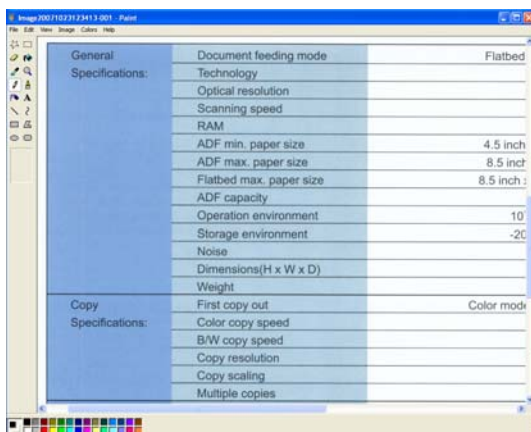 Image20071023123413-001 - Paint
File Edit View Image Colors Help
General Document feeding mode Flatbed
Specifications: Technology
Optical resolution
Scanning speed
RAM
ADF min. paper size 4.5 inch
ADF max. paper size 8.5 inch
Flatbed max. paper size 8.5 inch
ADF capacity
Operation environment 10
Storage environment -20
Noise
Dimensions(H x W x D)
Weight
Copy First copy out Color mode
Specifications: Color copy speed
B/W copy speed
Copy resolution
Copy scaling
Multiple copies